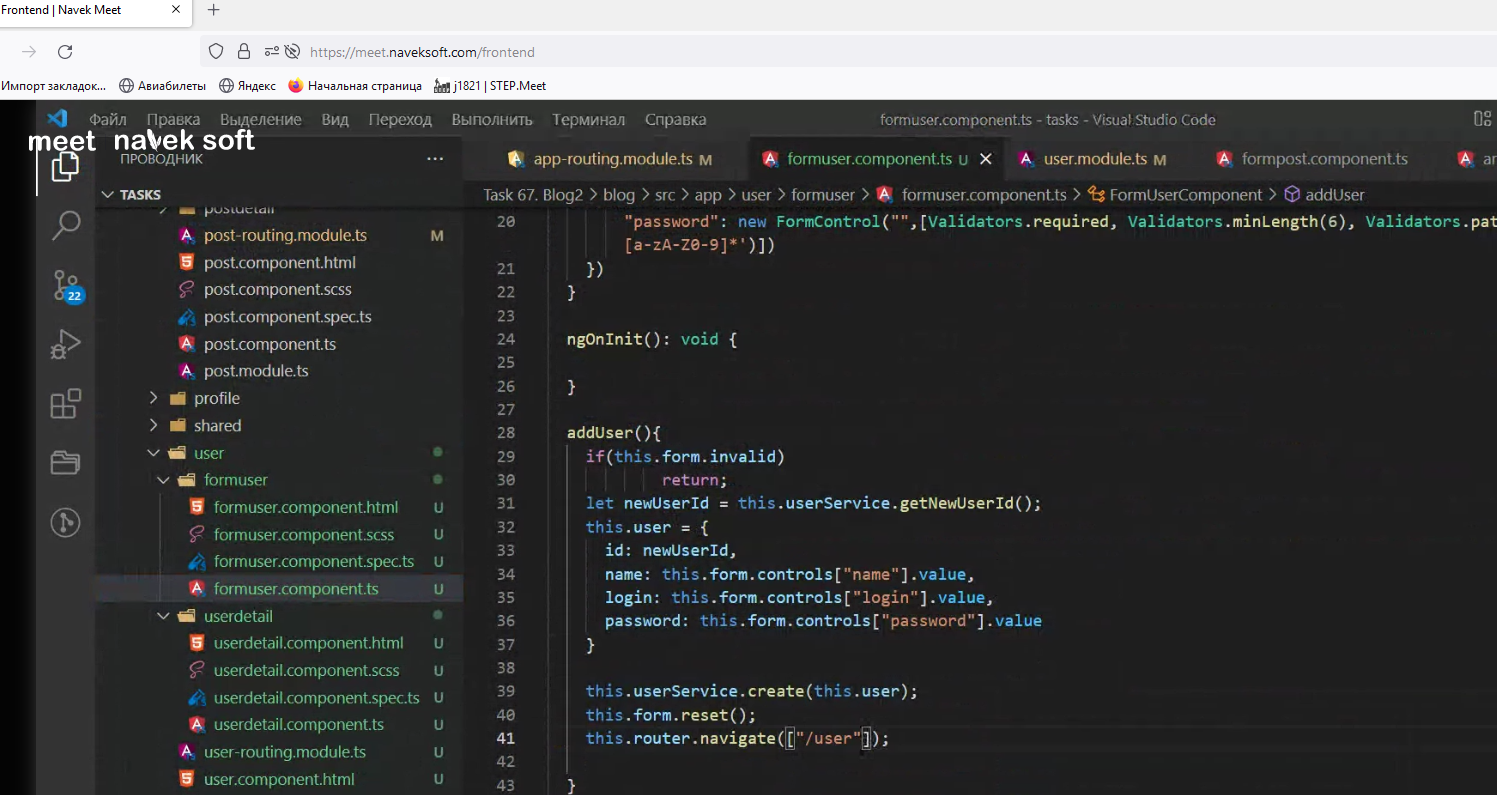 Frontend | Navek Meet
https://meet.naveksoft.com/frontend
Импорт закладок...
Авиабилеты
Яндекс
Начальная страница
j1821 | STEP.Meet
Файл Правка Выделение Вид Переход Выполнить Терминал Справка
formuser.component.ts - tasks - Visual Studio Code
meet navek soft
ПРОВОДНИК
TASKS
postdetail
post-routing.module.ts M
post.component.html
post.component.scss
post.component.spec.ts
post.component.ts
post.module.ts
profile
shared
user
formuser
formuser.component.html U
formuser.component.scss U
formuser.component.spec.ts U
formuser.component.ts U
userdetail
userdetail.component.html U
userdetail.component.scss U
userdetail.component.spec.ts U
userdetail.component.ts U
user-routing.module.ts U
user.component.html U
22
app-routing.module.ts M
formuser.component.ts U
user.module.ts M
formpost.component.ts
ar
Task 67. Blog2 > blog > src > app > user > formuser > formuser.component.ts > FormUserComponent > addUser
20 "password": new FormControl("",[Validators.required, Validators.minLength(6), Validators.pat
[a-zA-Z0-9]*')])
21 })
22 }
23
24 ngOnInit(): void {
25
26 }
27
28 addUser(){
29 if(this.form.invalid)
30 return;
31 let newUserId = this.userService.getNewUserId();
32 this.user = {
33 id: newUserId,
34 name: this.form.controls["name"].value,
35 login: this.form.controls["login"].value,
36 password: this.form.controls["password"].value
37 }
38
39 this.userService.create(this.user);
40 this.form.reset();
41 this.router.navigate(["/user"]);
42
43 }